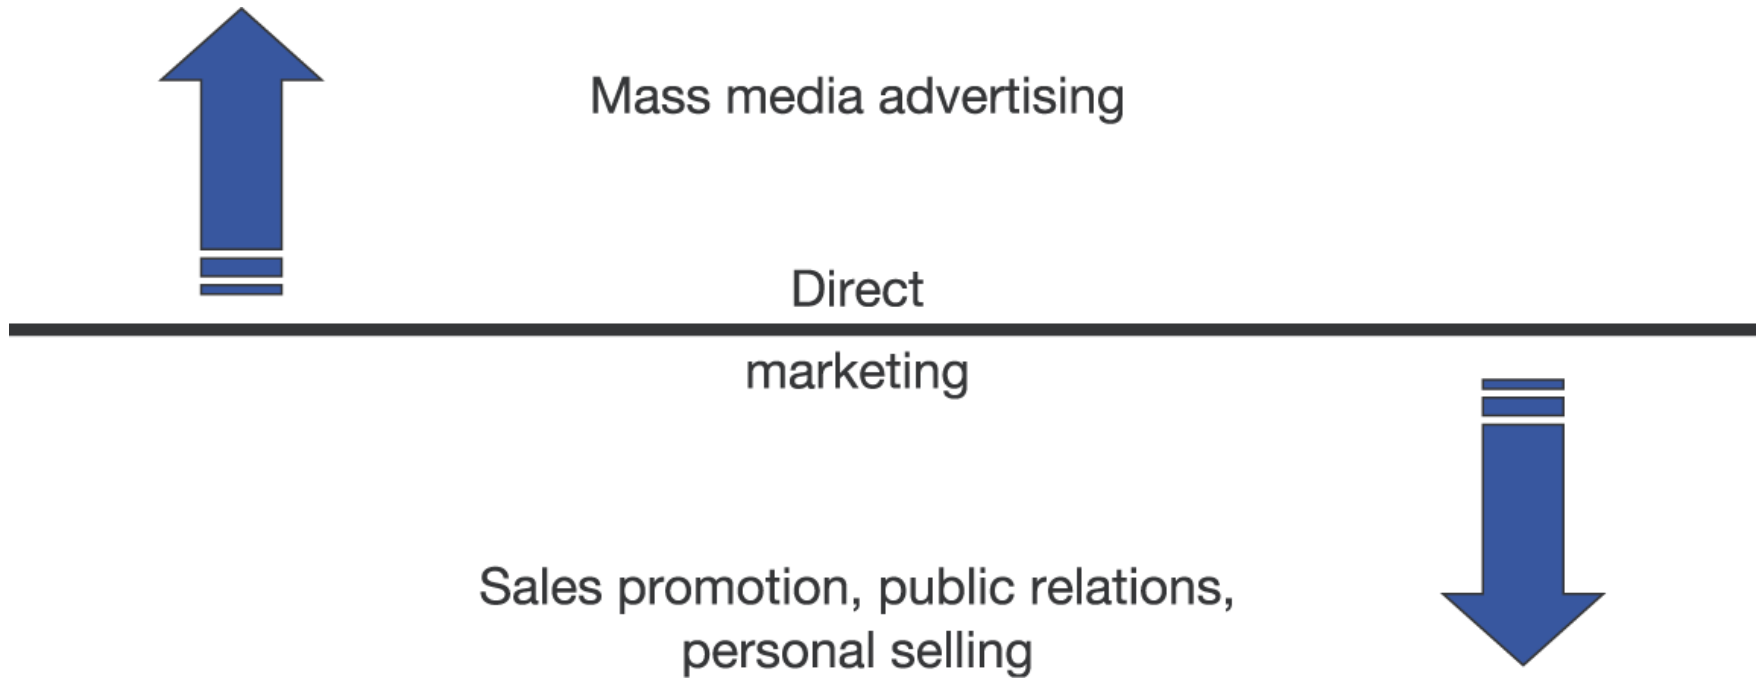 Mass media advertising
Direct
marketing
Sales promotion, public relations,
personal selling